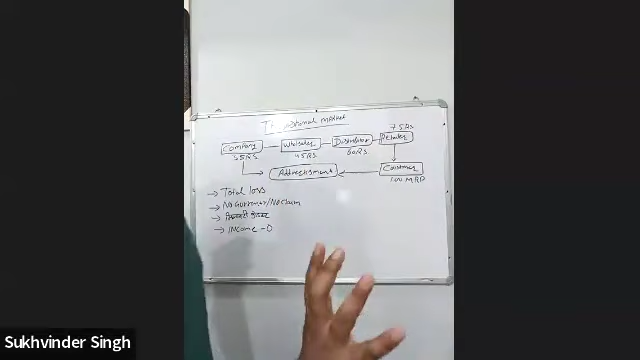 Traditional market
75Rs
Company Wholesaler Distributor Retailer
35RS 45RS 60RS
Advertisement Customer
100 MRP
→ Total loss
→ No Gurrenter/No Claim
→ Income - 0
Sukhvinder Singh